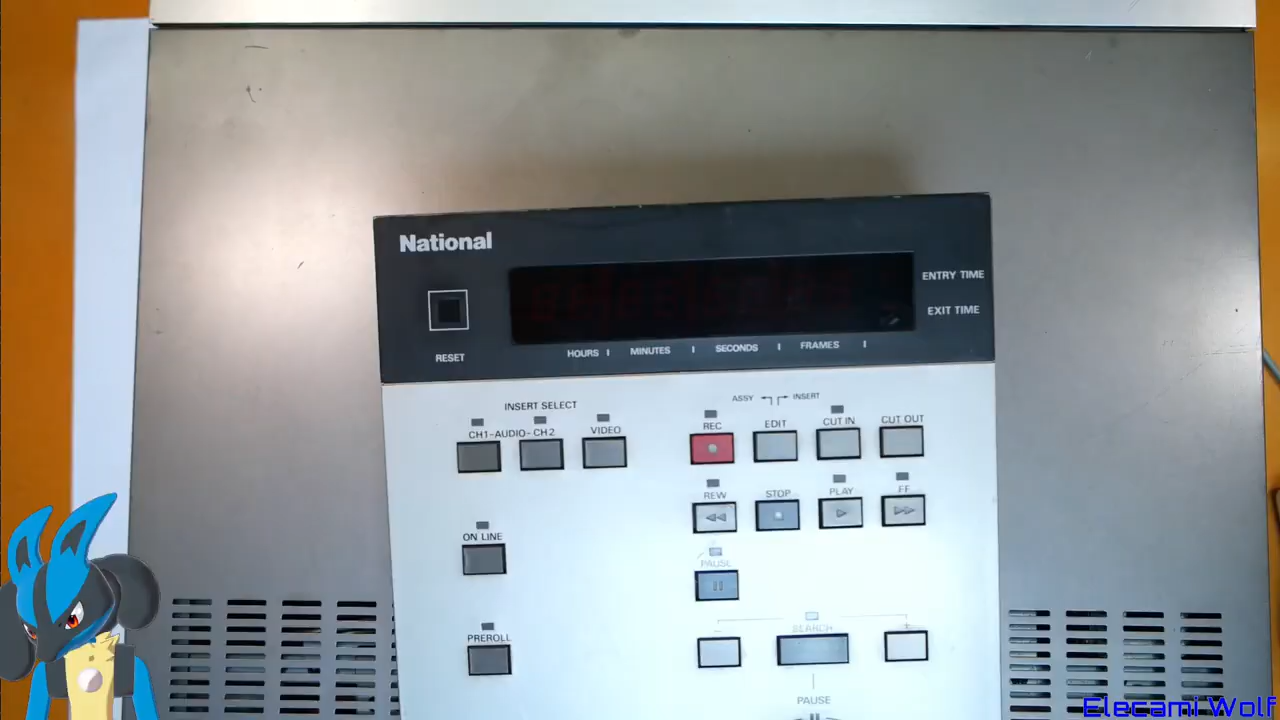 National
ENTRY TIME
EXIT TIME
RESET
HOURS MINUTES SECONDS FRAMES
INSERT SELECT
CH1-AUDIO-CH2 VIDEO
ASSY INSERT
REC EDIT CUT IN CUT OUT
REW STOP PLAY FF
ON LINE
PAUSE
SEARCH
- +
PREROLL
PAUSE
Elecami Wolf